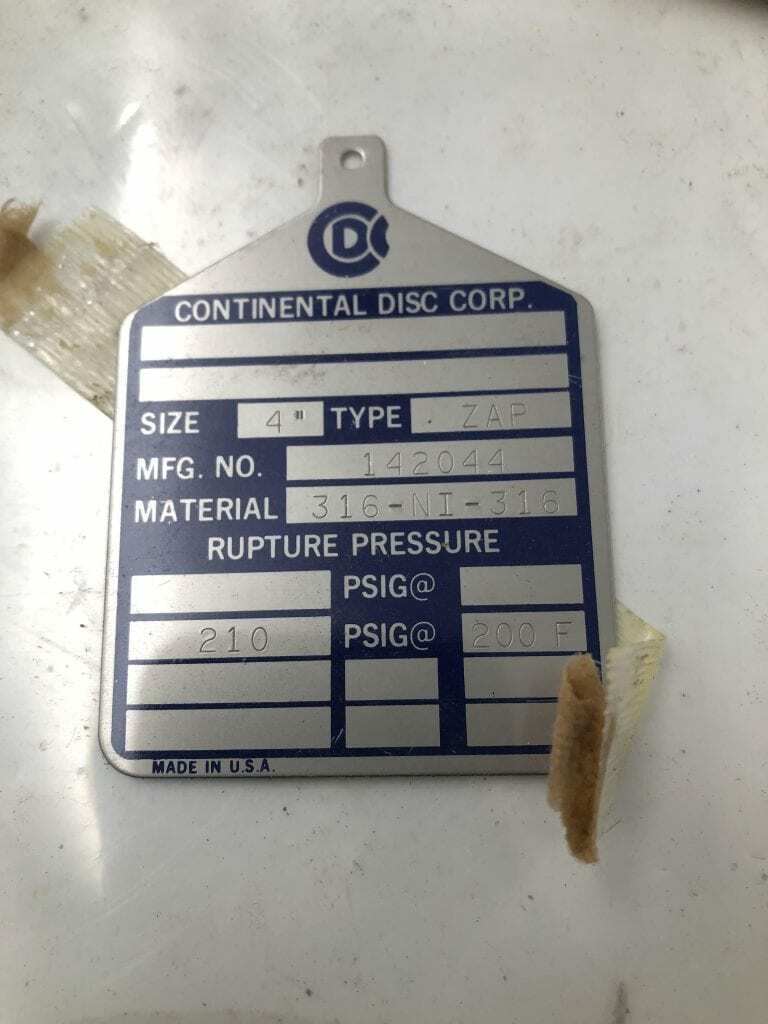 CDC
CONTINENTAL DISC CORP.
SIZE 4" TYPE ZAP
MFG. NO. 142044
MATERIAL 316-NI-316
RUPTURE PRESSURE
PSIG@
210 PSIG@ 200 F
MADE IN U.S.A.